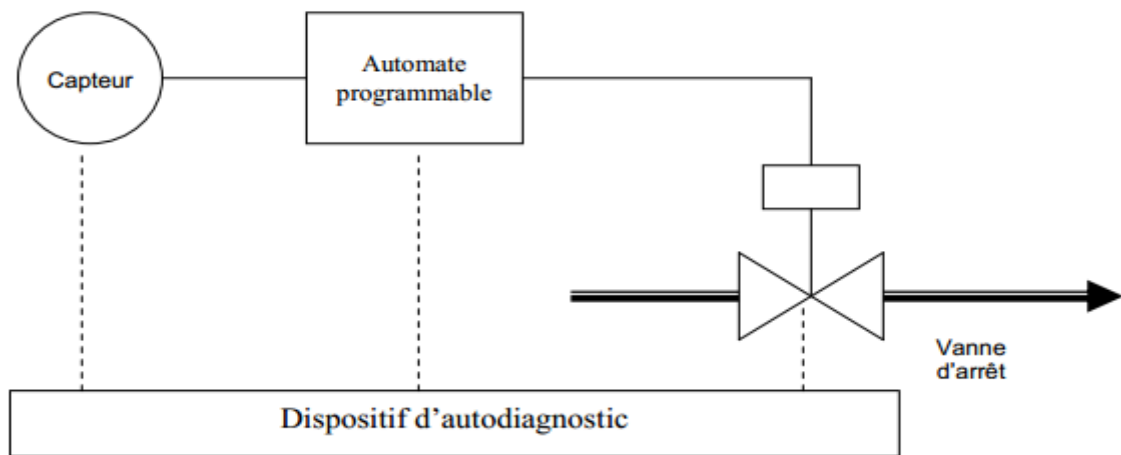 Capteur
Automate
programmable
Vanne
d'arrêt
Dispositif d'autodiagnostic